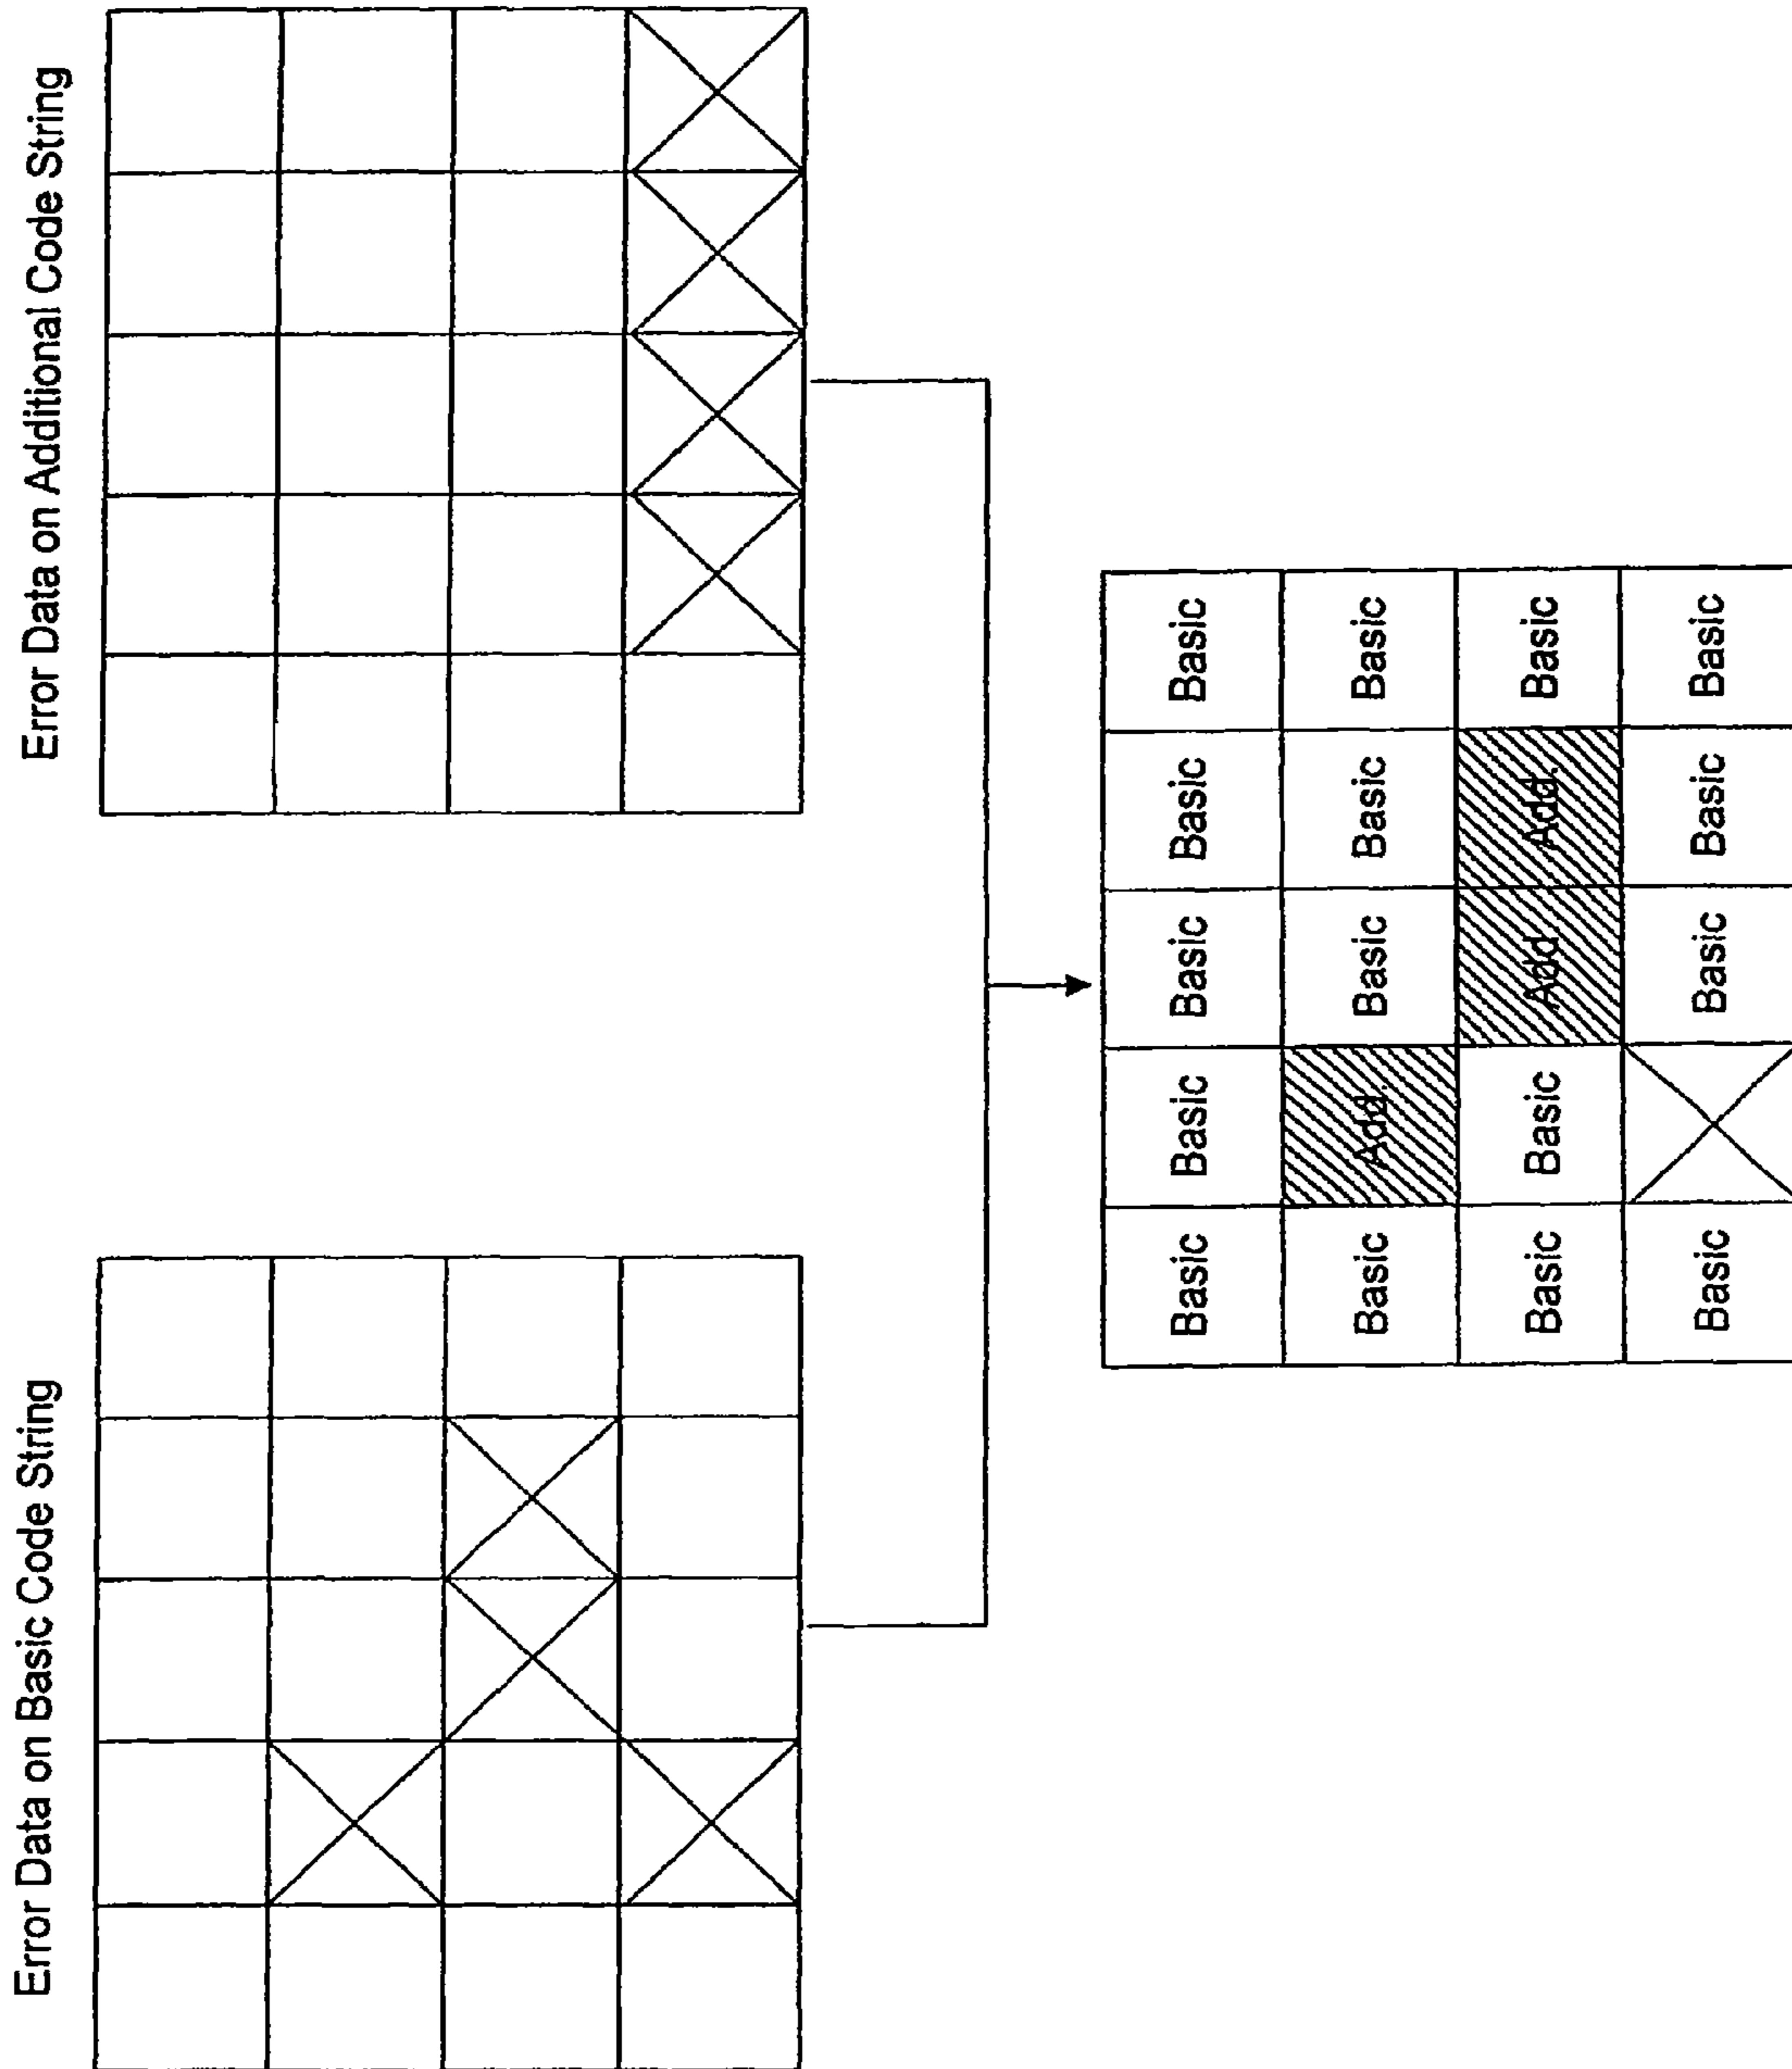 Error Data on Basic Code String
Error Data on Additional Code String
Basic Basic Basic Basic Basic
Basic Add. Basic Basic Basic
Basic Basic Add. Add. Basic
Basic Basic Basic Basic